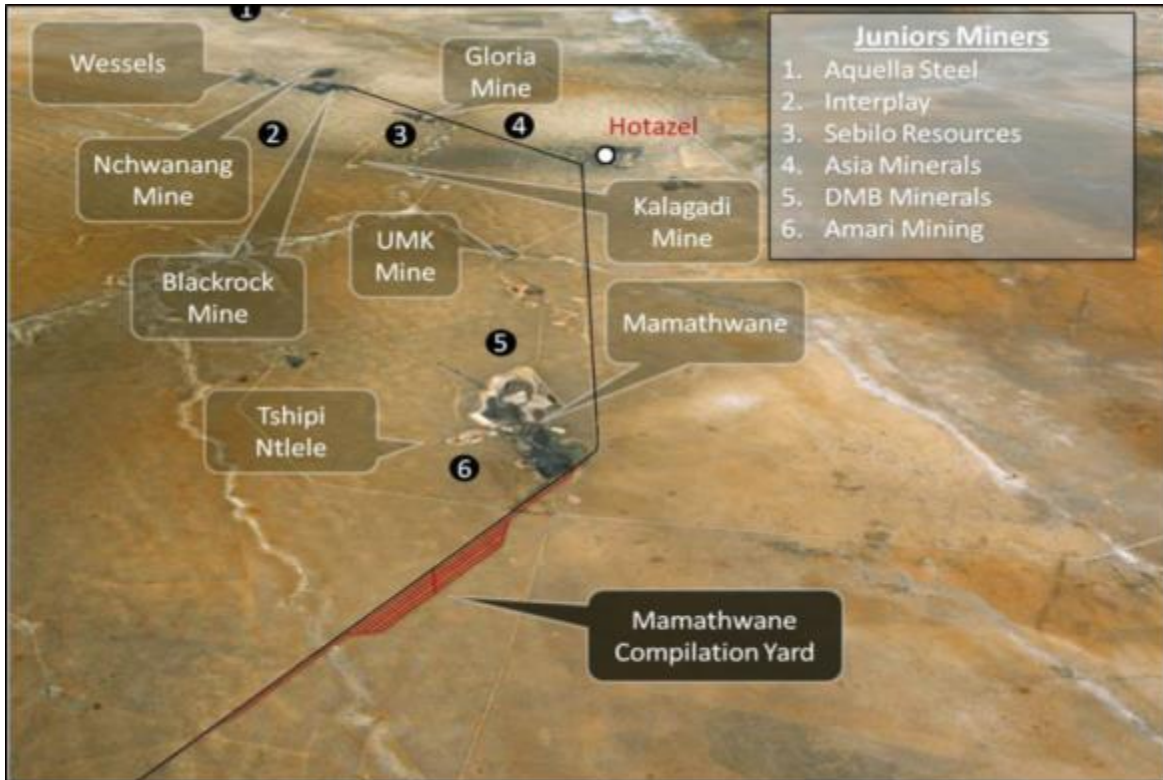 1
Wessels
Gloria
Mine
Juniors Miners
1. Aquella Steel
2. Interplay
3. Sebilo Resources
4. Asia Minerals
5. DMB Minerals
6. Amari Mining
2
3
4
Hotazel
Nchwanang
Mine
Kalagadi
Mine
UMK
Mine
Blackrock
Mine
Mamathwane
5
Tshipi
Ntlele
6
Mamathwane
Compilation Yard